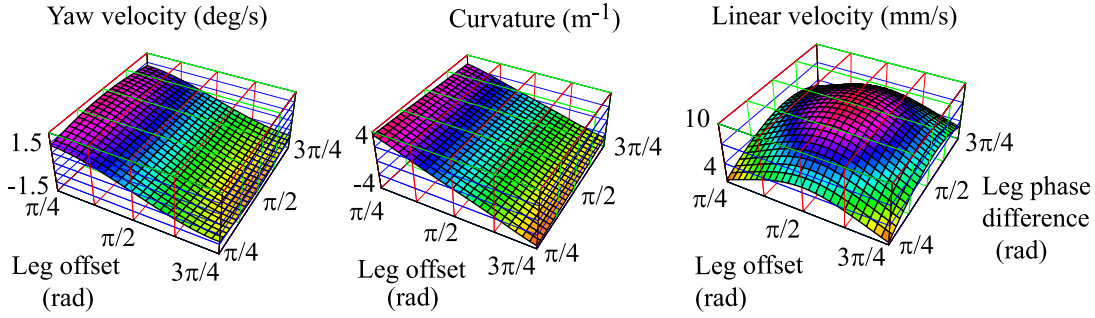 Yaw velocity (deg/s)
1.5
-1.5
π/4
π/2
3π/4
π/4
π/2
3π/4
Leg offset
(rad)
Curvature (m⁻¹)
4
-4
π/4
π/2
3π/4
π/4
π/2
3π/4
Leg offset
(rad)
Linear velocity (mm/s)
10
4
π/4
π/2
3π/4
π/4
π/2
3π/4
Leg offset
(rad)
Leg phase
difference
(rad)